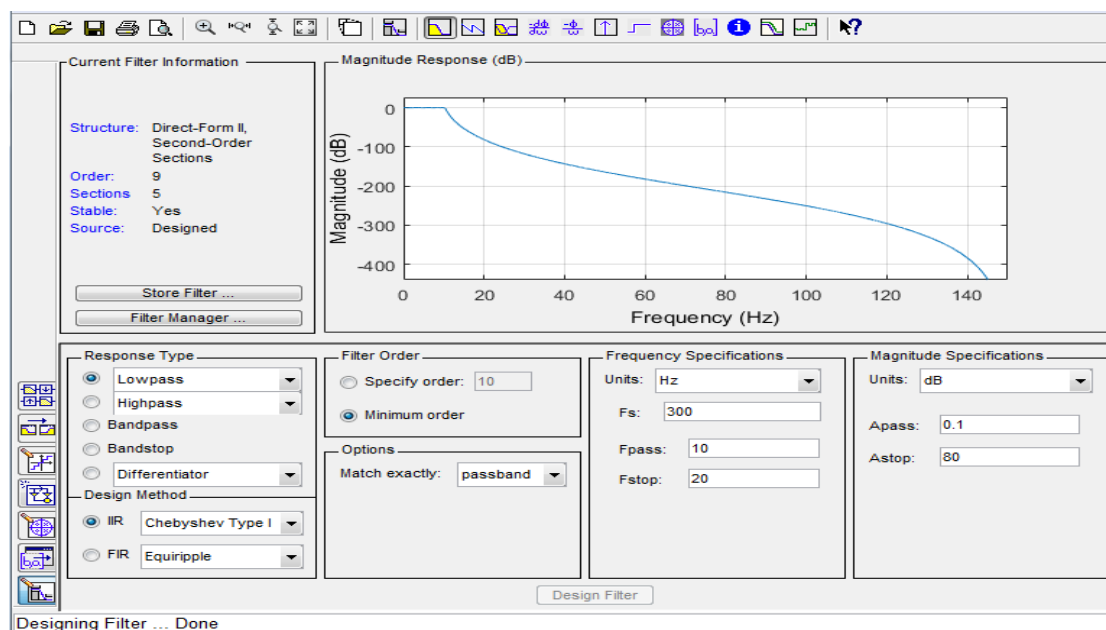 [b,a]
Current Filter Information
Structure: Direct-Form II,
Second-Order
Sections
Order: 9
Sections 5
Stable: Yes
Source: Designed
Store Filter ...
Filter Manager ...
Magnitude Response (dB)
Magnitude (dB)
0
-100
-200
-300
-400
0 20 40 60 80 100 120 140
Frequency (Hz)
Response Type
Lowpass
Highpass
Bandpass
Bandstop
Differentiator
Design Method
IIR Chebyshev Type I
FIR Equiripple
Filter Order
Specify order: 10
Minimum order
Options
Match exactly: passband
Frequency Specifications
Units: Hz
Fs: 300
Fpass: 10
Fstop: 20
Magnitude Specifications
Units: dB
Apass: 0.1
Astop: 80
[b,a]
Design Filter
Designing Filter ... Done